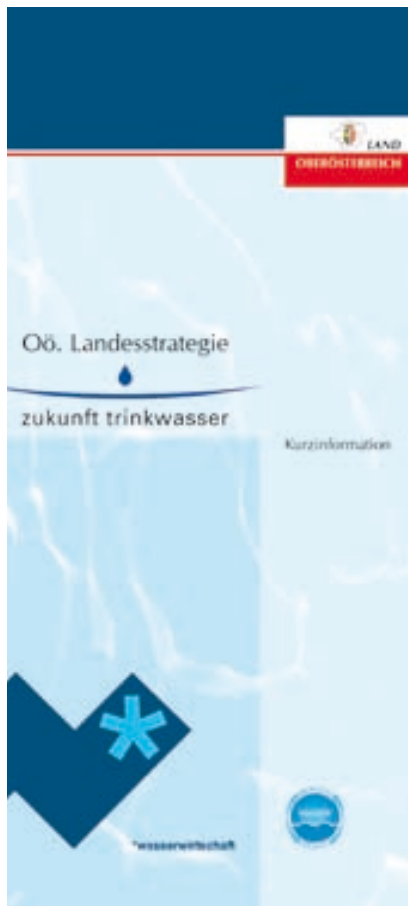 LAND
OBERÖSTERREICH
Oö. Landesstrategie
zukunft trinkwasser
Kurzinformation
*wasserwirtschaft